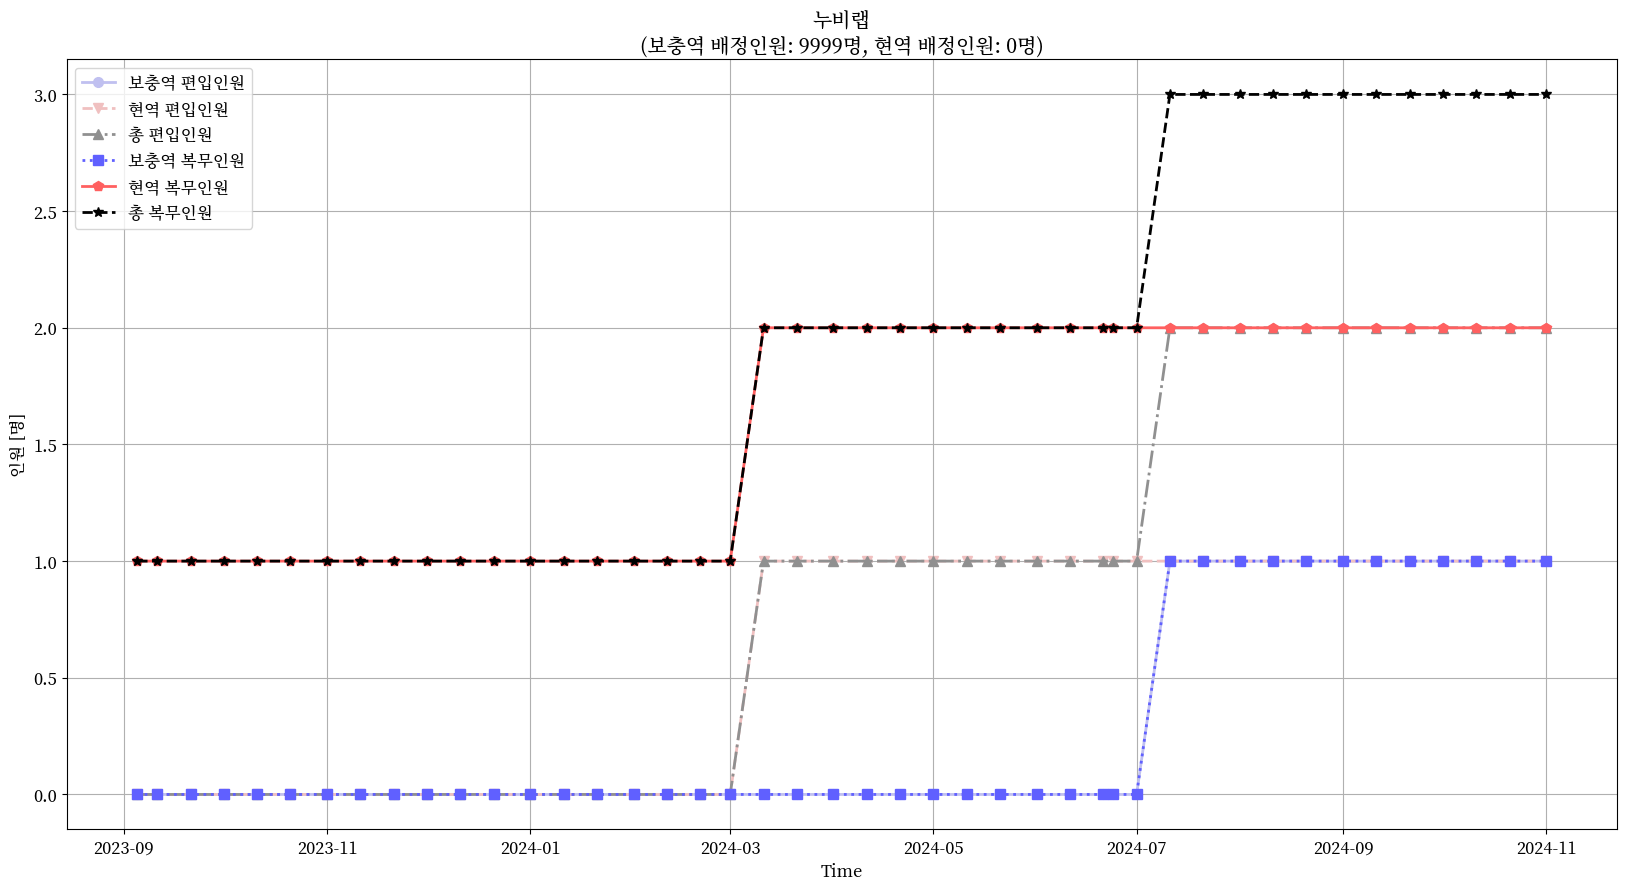 누비랩
(보충역 배정인원: 9999명, 현역 배정인원: 0명)
보충역 편입인원
현역 편입인원
총 편입인원
보충역 복무인원
현역 복무인원
총 복무인원
3.0
2.5
2.0
1.5
1.0
0.5
0.0
인원 [명]
2023-09
2023-11
2024-01
2024-03
2024-05
2024-07
2024-09
2024-11
Time